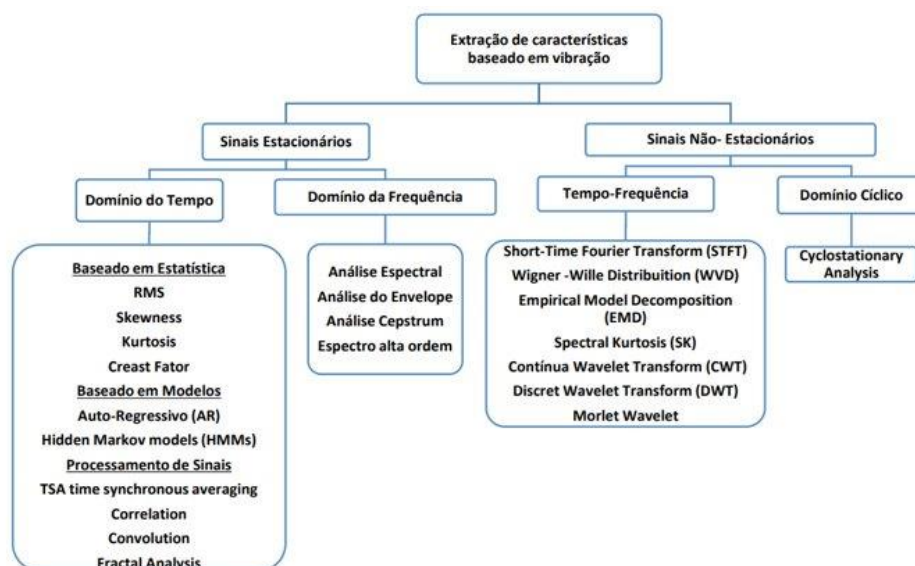 Extração de características
baseado em vibração
Sinais Estacionários
Sinais Não- Estacionários
Domínio do Tempo
Domínio da Frequência
Tempo-Frequência
Domínio Cíclico
Baseado em Estatística
RMS
Skewness
Kurtosis
Creast Fator
Baseado em Modelos
Auto-Regressivo (AR)
Hidden Markov models (HMMs)
Processamento de Sinais
TSA time synchronous averaging
Correlation
Convolution
Fractal Analysis
Análise Espectral
Análise do Envelope
Análise Cepstrum
Espectro alta ordem
Short-Time Fourier Transform (STFT)
Wigner -Wille Distribuition (WVD)
Empirical Model Decomposition
(EMD)
Spectral Kurtosis (SK)
Contínua Wavelet Transform (CWT)
Discret Wavelet Transform (DWT)
Morlet Wavelet
Cyclostationary
Analysis